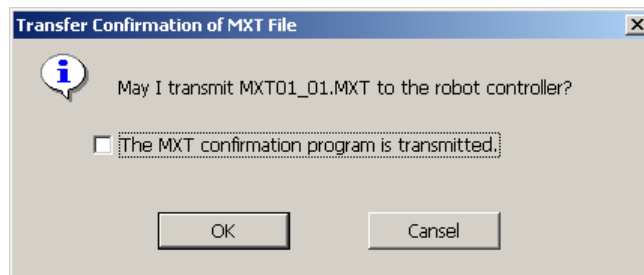 Transfer Confirmation of MXT File
May I transmit MXT01_01.MXT to the robot controller?
The MXT confirmation program is transmitted.
OK
Cansel